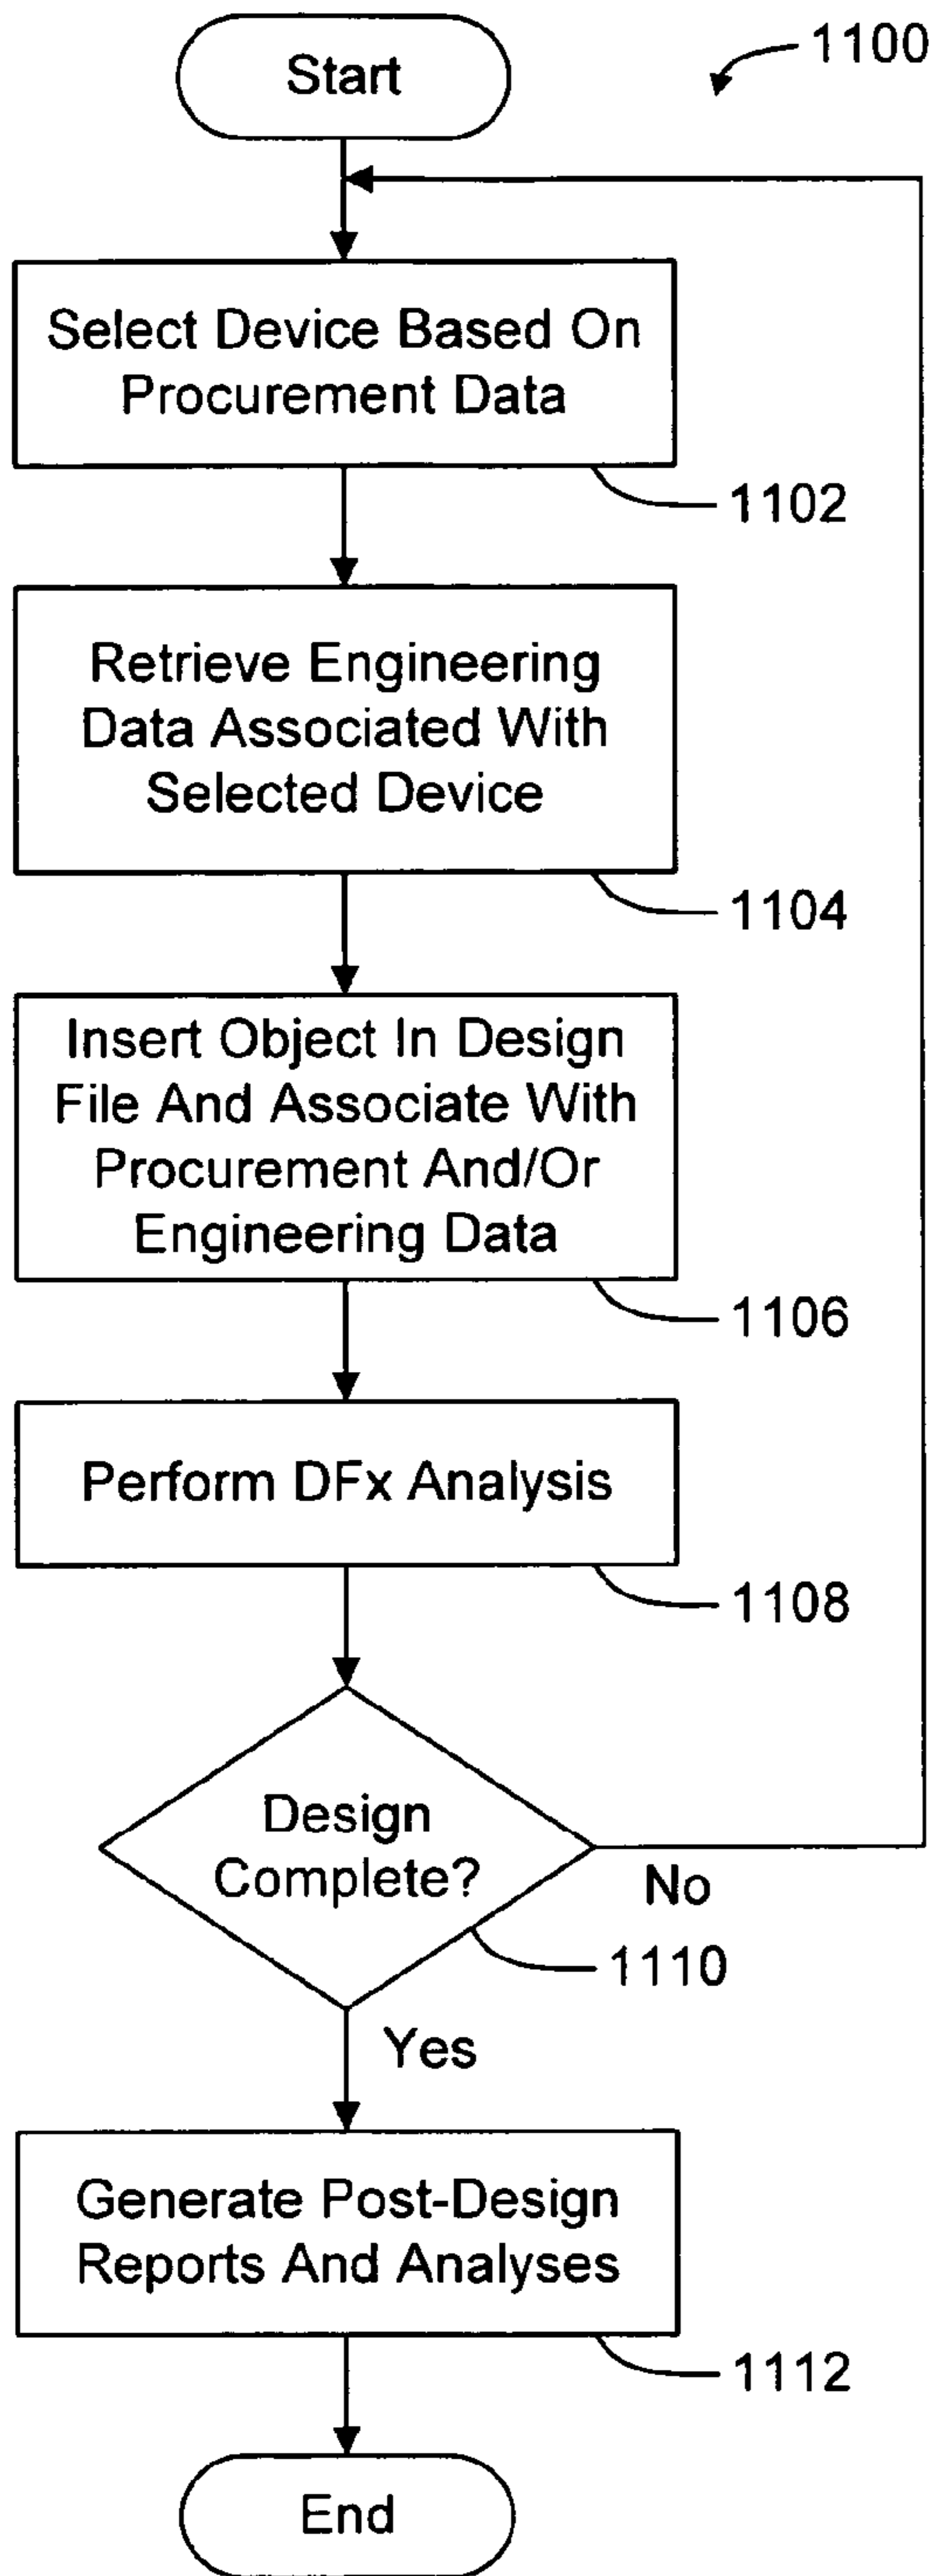 1100
Start
Select Device Based On
Procurement Data
1102
Retrieve Engineering
Data Associated With
Selected Device
1104
Insert Object In Design
File And Associate With
Procurement And/Or
Engineering Data
1106
Perform DFx Analysis
1108
Design
Complete?
No
1110
Yes
Generate Post-Design
Reports And Analyses
1112
End